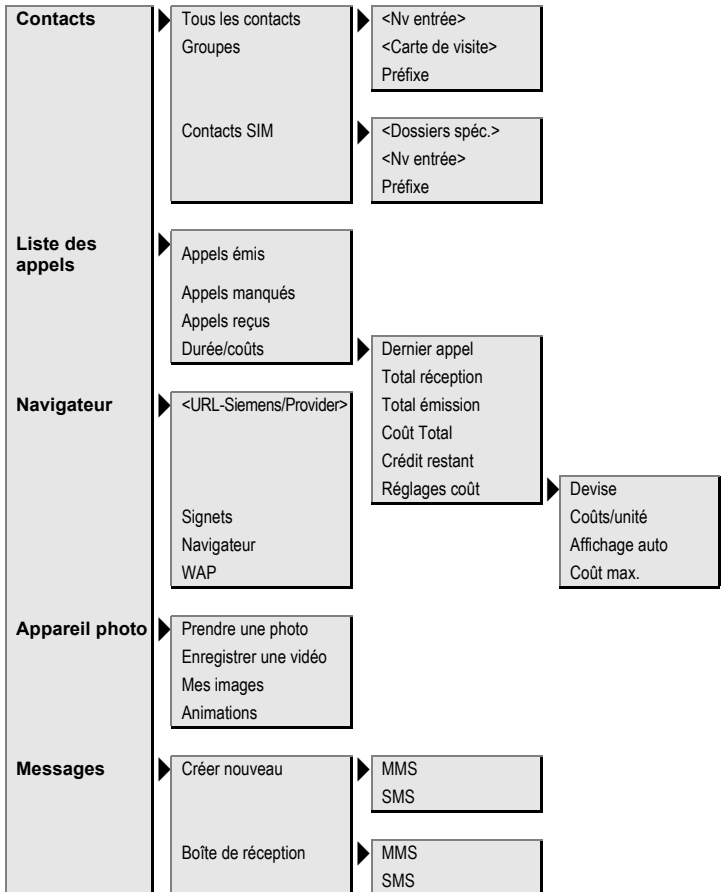 Contacts
Tous les contacts
<Nv entrée>
Groupes
<Carte de visite>
Préfixe
Contacts SIM
<Dossiers spéc.>
<Nv entrée>
Préfixe
Liste des
appels
Appels émis
Appels manqués
Appels reçus
Durée/coûts
Dernier appel
Total réception
Total émission
Coût Total
Crédit restant
Réglages coût
Devise
Coûts/unité
Affichage auto
Coût max.
Navigateur
<URL-Siemens/Provider>
Signets
Navigateur
WAP
Appareil photo
Prendre une photo
Enregistrer une vidéo
Mes images
Animations
Messages
Créer nouveau
MMS
SMS
Boîte de réception
MMS
SMS